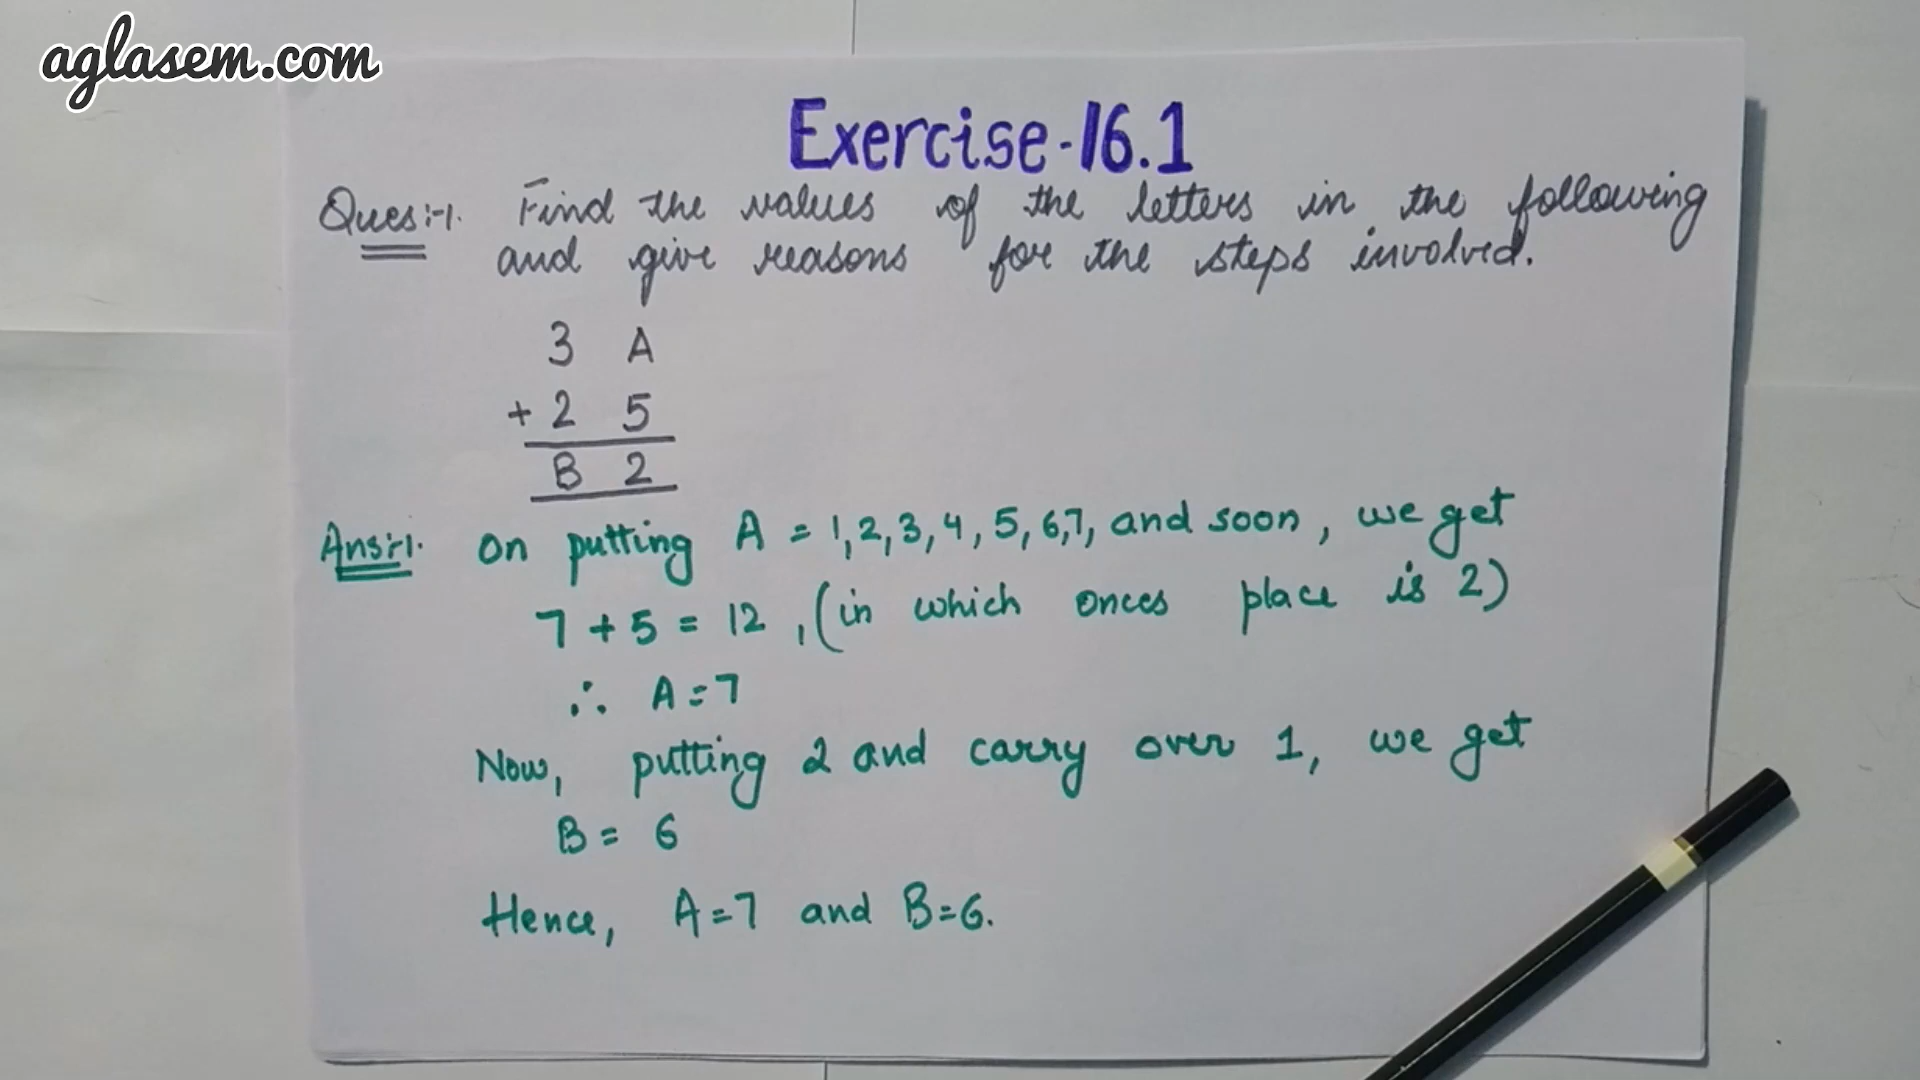 aglasem.com
Exercise-16.1
Ques:-1. Find the values of the letters in the following
and give reasons for the steps involved.
3 A
+ 2 5
B 2
Ans:-1. On putting A = 1, 2, 3, 4, 5, 6, 7, and soon, we get
7 + 5 = 12, (in which onces place is 2)
∴ A = 7
Now, putting 2 and carry over 1, we get
B = 6
Hence, A = 7 and B = 6.